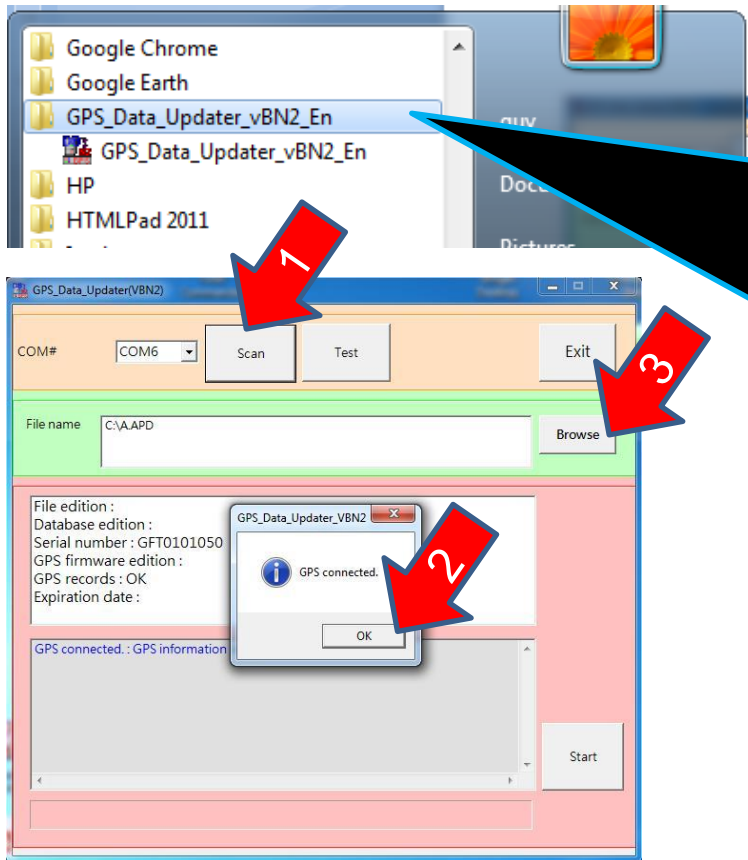 Google Chrome
Google Earth
GPS_Data_Updater_vBN2_En
GPS_Data_Updater_vBN2_En
HP
HTMLPad 2011
guy
1
GPS_Data_Updater(VBN2)
COM#
COM6
Scan
Test
Exit
3
File name
C:\A.APD
Browse
File edition :
Database edition :
Serial number : GFT0101050
GPS firmware edition :
GPS records : OK
Expiration date :
GPS_Data_Updater_VBN2
GPS connected.
2
OK
GPS connected. : GPS information
Start